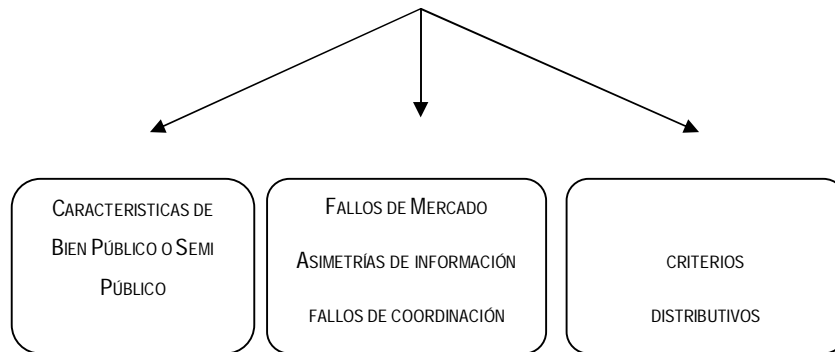 CARACTERISTICAS DE
BIEN PÚBLICO O SEMI
PÚBLICO
FALLOS DE MERCADO
ASIMETRÍAS DE INFORMACIÓN
FALLOS DE COORDINACIÓN
CRITERIOS
DISTRIBUTIVOS